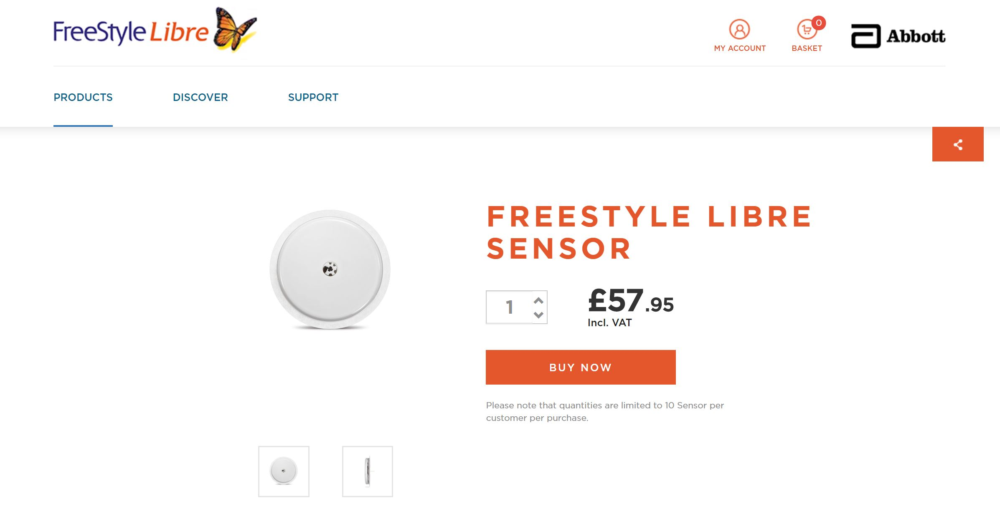 FreeStyle Libre
0
MY ACCOUNT
BASKET
Abbott
PRODUCTS
DISCOVER
SUPPORT
FREESTYLE LIBRE
SENSOR
1
£57.95
Incl. VAT
BUY NOW
Please note that quantities are limited to 10 Sensor per
customer per purchase.